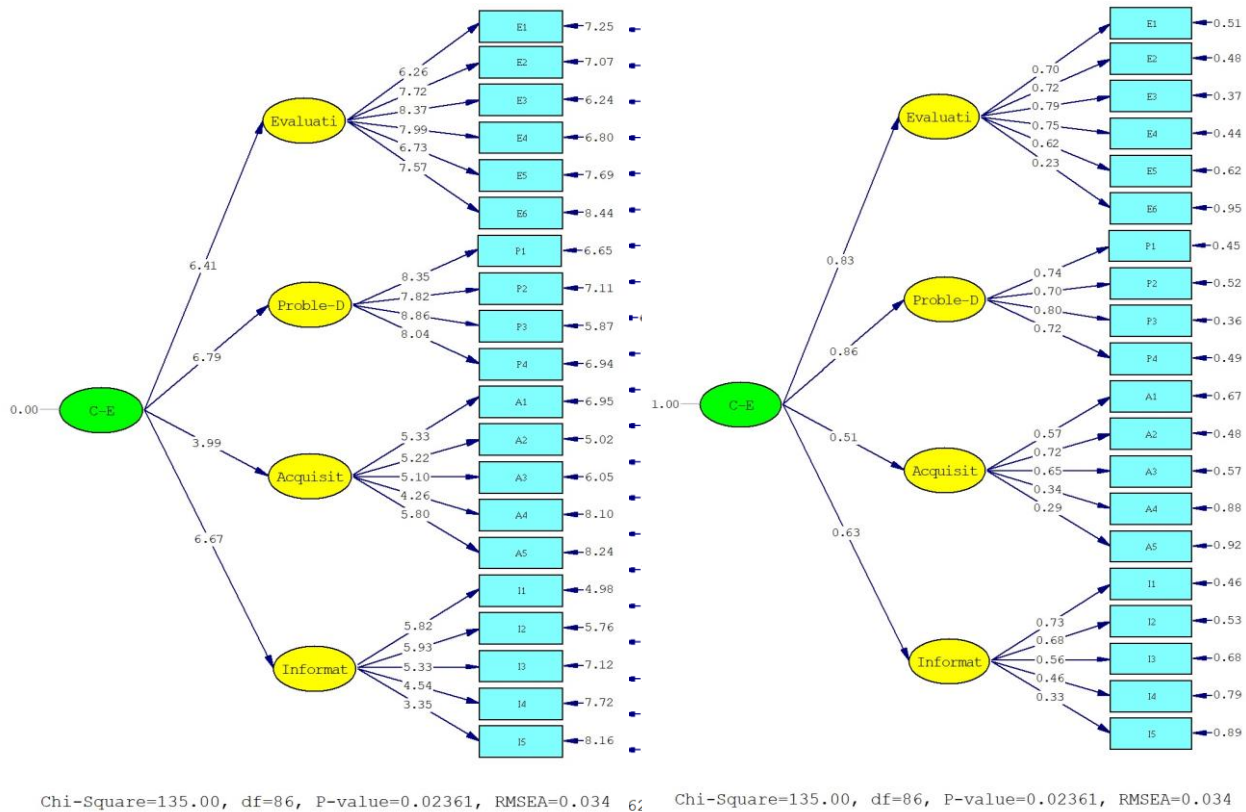 E1
7.25
E2
7.07
E3
6.24
E4
6.80
E5
7.69
E6
8.44
Evaluati
6.26
7.72
8.37
7.99
6.73
7.57
P1
6.65
P2
7.11
P3
5.87
P4
6.94
Proble-D
8.35
7.82
8.86
8.04
A1
6.95
A2
5.02
A3
6.05
A4
8.10
A5
8.24
Acquisit
5.33
5.22
5.10
4.26
5.80
I1
4.98
I2
5.76
I3
7.12
I4
7.72
I5
8.16
Informat
5.82
5.93
5.33
4.54
3.35
0.00
C-E
6.41
6.79
3.99
6.67
Chi-Square=135.00, df=86, P-value=0.02361, RMSEA=0.034
62
E1
0.51
E2
0.48
E3
0.37
E4
0.44
E5
0.62
E6
0.95
Evaluati
0.70
0.72
0.79
0.75
0.62
0.23
P1
0.45
P2
0.52
P3
0.36
P4
0.49
Proble-D
0.74
0.70
0.80
0.72
A1
0.67
A2
0.48
A3
0.57
A4
0.88
A5
0.92
Acquisit
0.57
0.72
0.65
0.34
0.29
I1
0.46
I2
0.53
I3
0.68
I4
0.79
I5
0.89
Informat
0.73
0.68
0.56
0.46
0.33
1.00
C-E
0.83
0.86
0.51
0.63
Chi-Square=135.00, df=86, P-value=0.02361, RMSEA=0.034